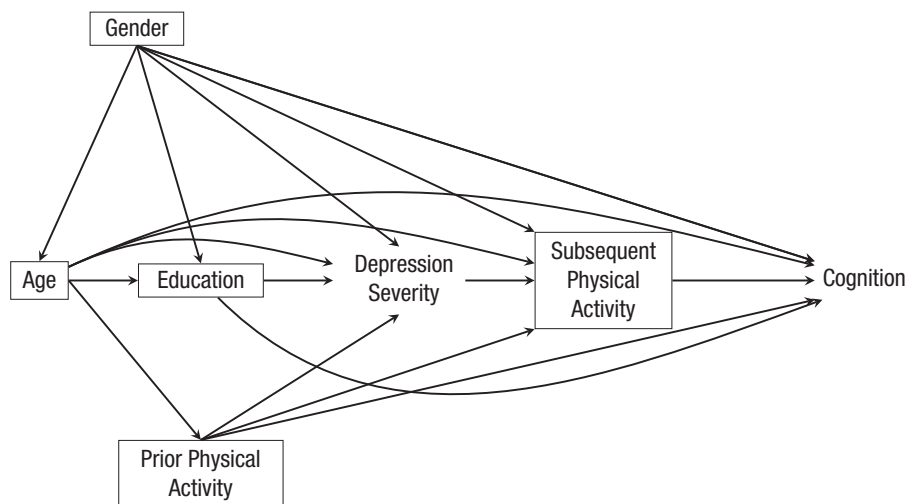 Gender
Age
Education
Depression
Severity
Subsequent
Physical
Activity
Cognition
Prior Physical
Activity